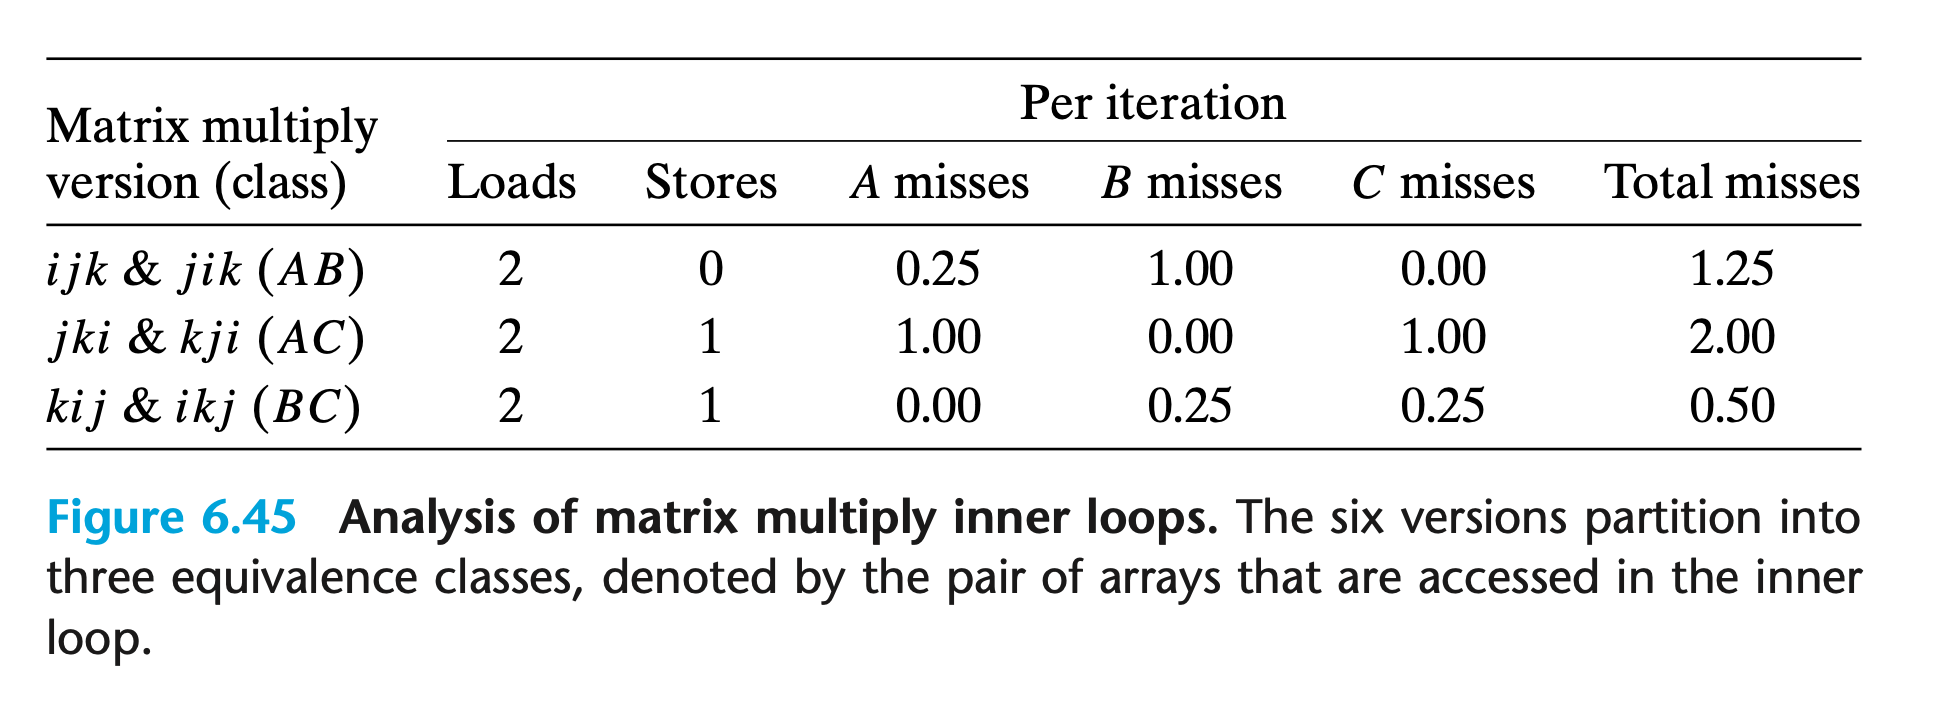 Per iteration
Matrix multiply
version (class) Loads Stores A misses B misses C misses Total misses
ijk & jik (AB) 2 0 0.25 1.00 0.00 1.25
jki & kji (AC) 2 1 1.00 0.00 1.00 2.00
kij & ikj (BC) 2 1 0.00 0.25 0.25 0.50
Figure 6.45 Analysis of matrix multiply inner loops. The six versions partition into
three equivalence classes, denoted by the pair of arrays that are accessed in the inner
loop.